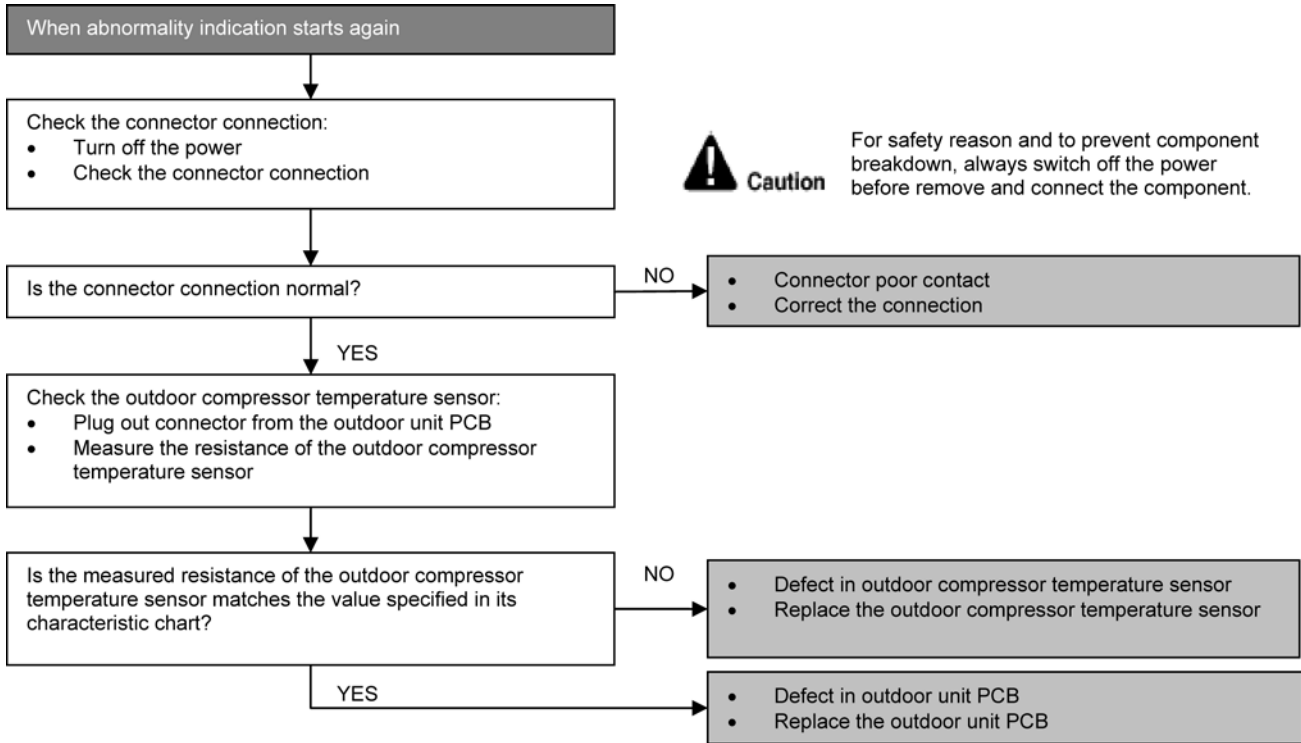 When abnormality indication starts again
Check the connector connection:
• Turn off the power
• Check the connector connection
Caution
For safety reason and to prevent component
breakdown, always switch off the power
before remove and connect the component.
Is the connector connection normal?
NO
• Connector poor contact
• Correct the connection
YES
Check the outdoor compressor temperature sensor:
• Plug out connector from the outdoor unit PCB
• Measure the resistance of the outdoor compressor
temperature sensor
Is the measured resistance of the outdoor compressor
temperature sensor matches the value specified in its
characteristic chart?
NO
• Defect in outdoor compressor temperature sensor
• Replace the outdoor compressor temperature sensor
YES
• Defect in outdoor unit PCB
• Replace the outdoor unit PCB